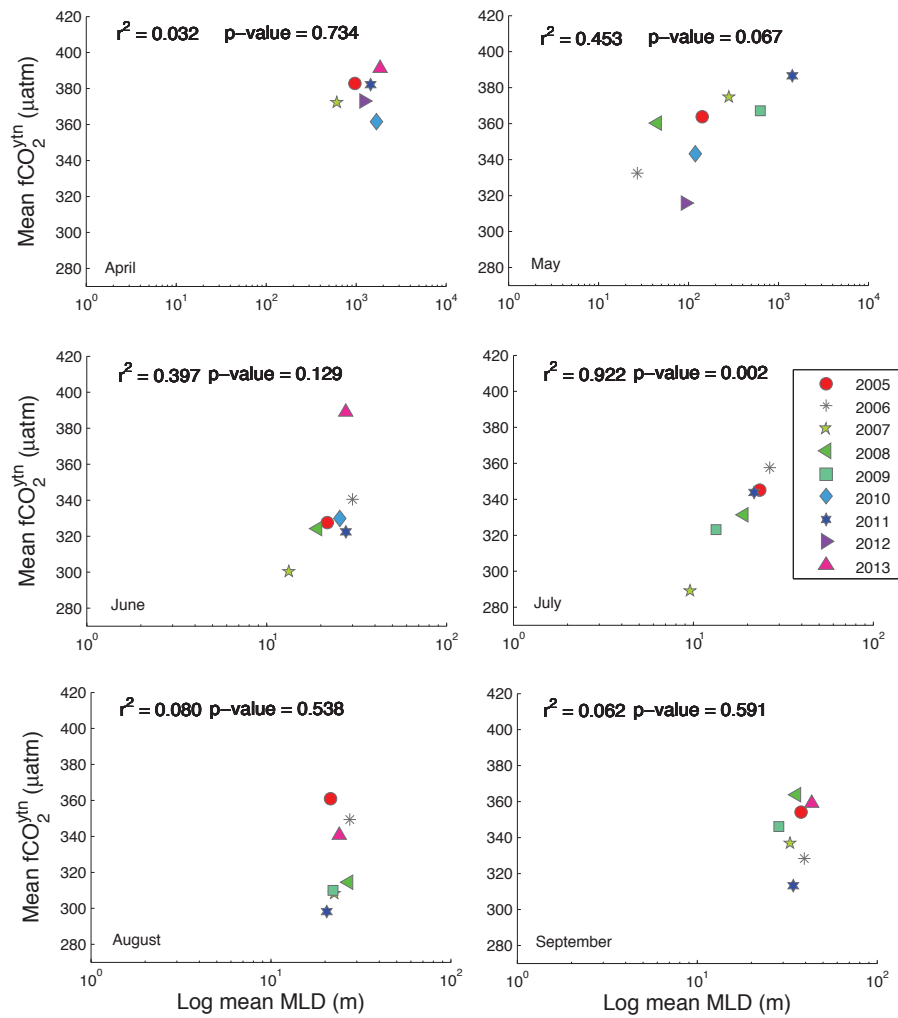 r² = 0.032 p−value = 0.734
420
400
380
360
340
320
300
280
Mean fCO₂ʸᵗⁿ (µatm)
April
10⁰ 10¹ 10² 10³ 10⁴
r² = 0.453 p−value = 0.067
420
400
380
360
340
320
300
280
May
10⁰ 10¹ 10² 10³ 10⁴
r² = 0.397 p−value = 0.129
420
400
380
360
340
320
300
280
Mean fCO₂ʸᵗⁿ (µatm)
June
10⁰ 10¹ 10²
r² = 0.922 p−value = 0.002
420
400
380
360
340
320
300
280
July
10⁰ 10¹ 10²
2005
2006
2007
2008
2009
2010
2011
2012
2013
r² = 0.080 p−value = 0.538
420
400
380
360
340
320
300
280
Mean fCO₂ʸᵗⁿ (µatm)
August
10⁰ 10¹ 10²
Log mean MLD (m)
r² = 0.062 p−value = 0.591
420
400
380
360
340
320
300
280
September
10⁰ 10¹ 10²
Log mean MLD (m)